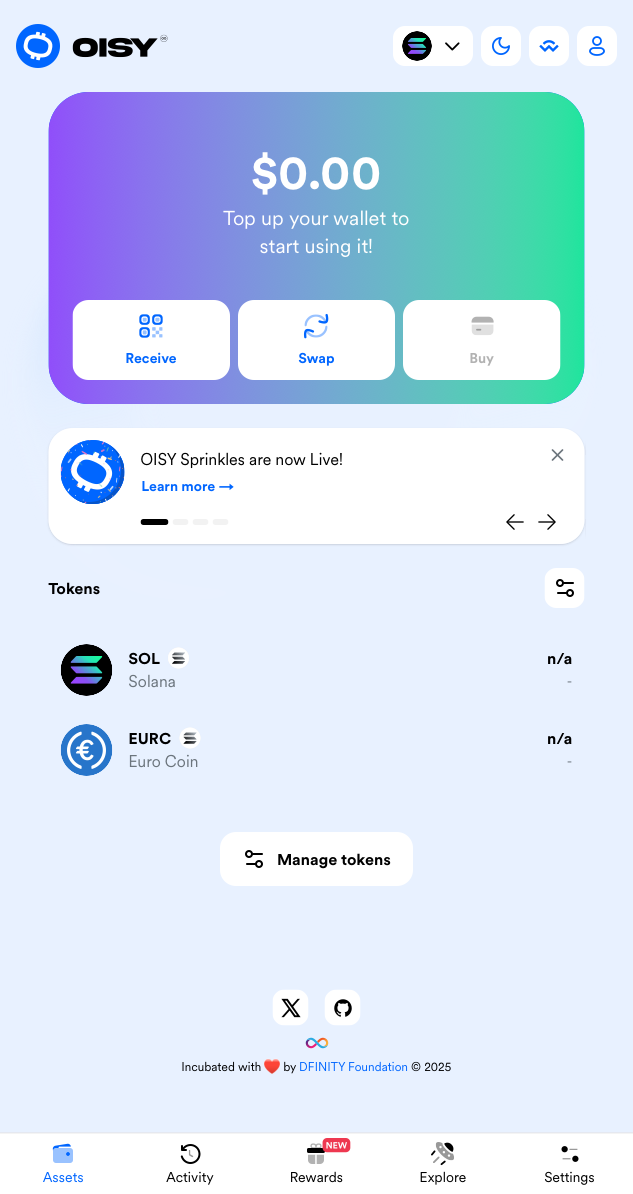 OISY
$0.00
Top up your wallet to
start using it!
Receive
Swap
Buy
OISY Sprinkles are now Live!
Learn more →
Tokens
SOL
n/a
Solana
-
EURC
n/a
Euro Coin
-
Manage tokens
Incubated with ❤️ by DFINITY Foundation © 2025
NEW
Assets
Activity
Rewards
Explore
Settings